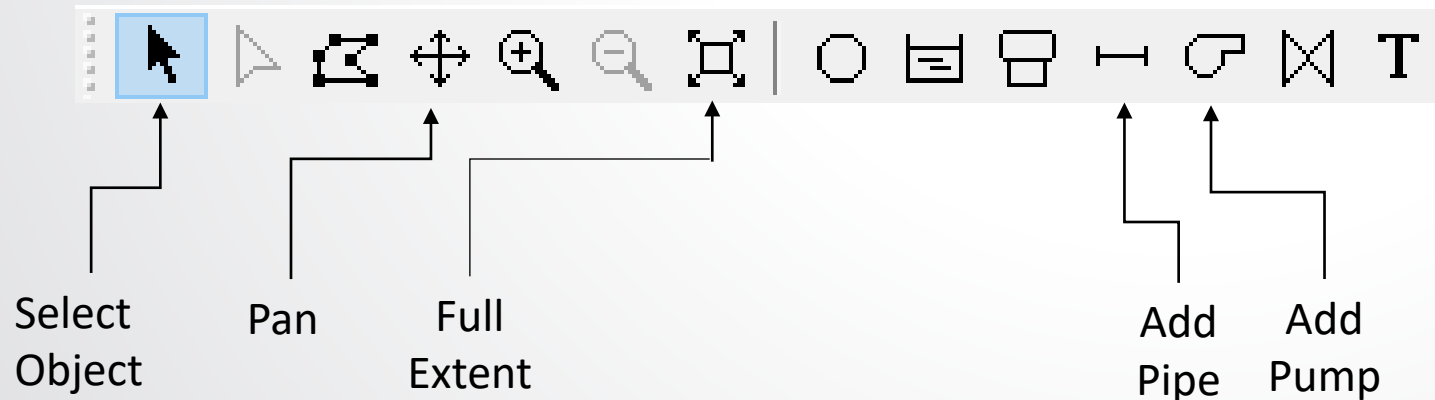 T
Select
Object
Pan
Full
Extent
Add
Pipe
Add
Pump